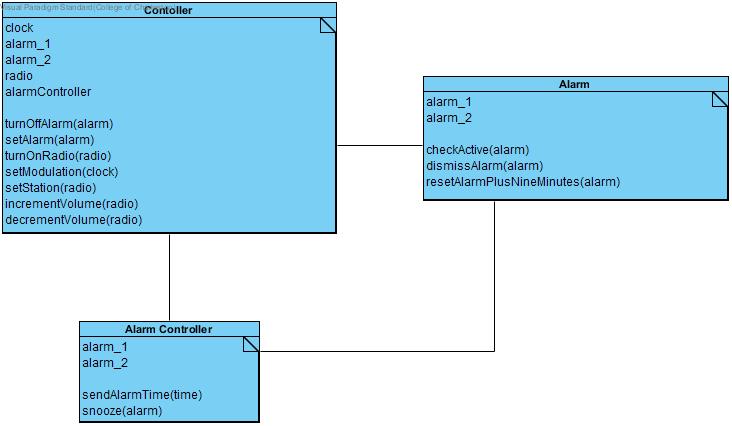 Visual Paradigm Standard(College of Ch
Contoller
clock
alarm_1
alarm_2
radio
alarmController
turnOffAlarm(alarm)
setAlarm(alarm)
turnOnRadio(radio)
setModulation(clock)
setStation(radio)
incrementVolume(radio)
decrementVolume(radio)
Alarm
alarm_1
alarm_2
checkActive(alarm)
dismissAlarm(alarm)
resetAlarmPlusNineMinutes(alarm)
Alarm Controller
alarm_1
alarm_2
sendAlarmTime(time)
snooze(alarm)